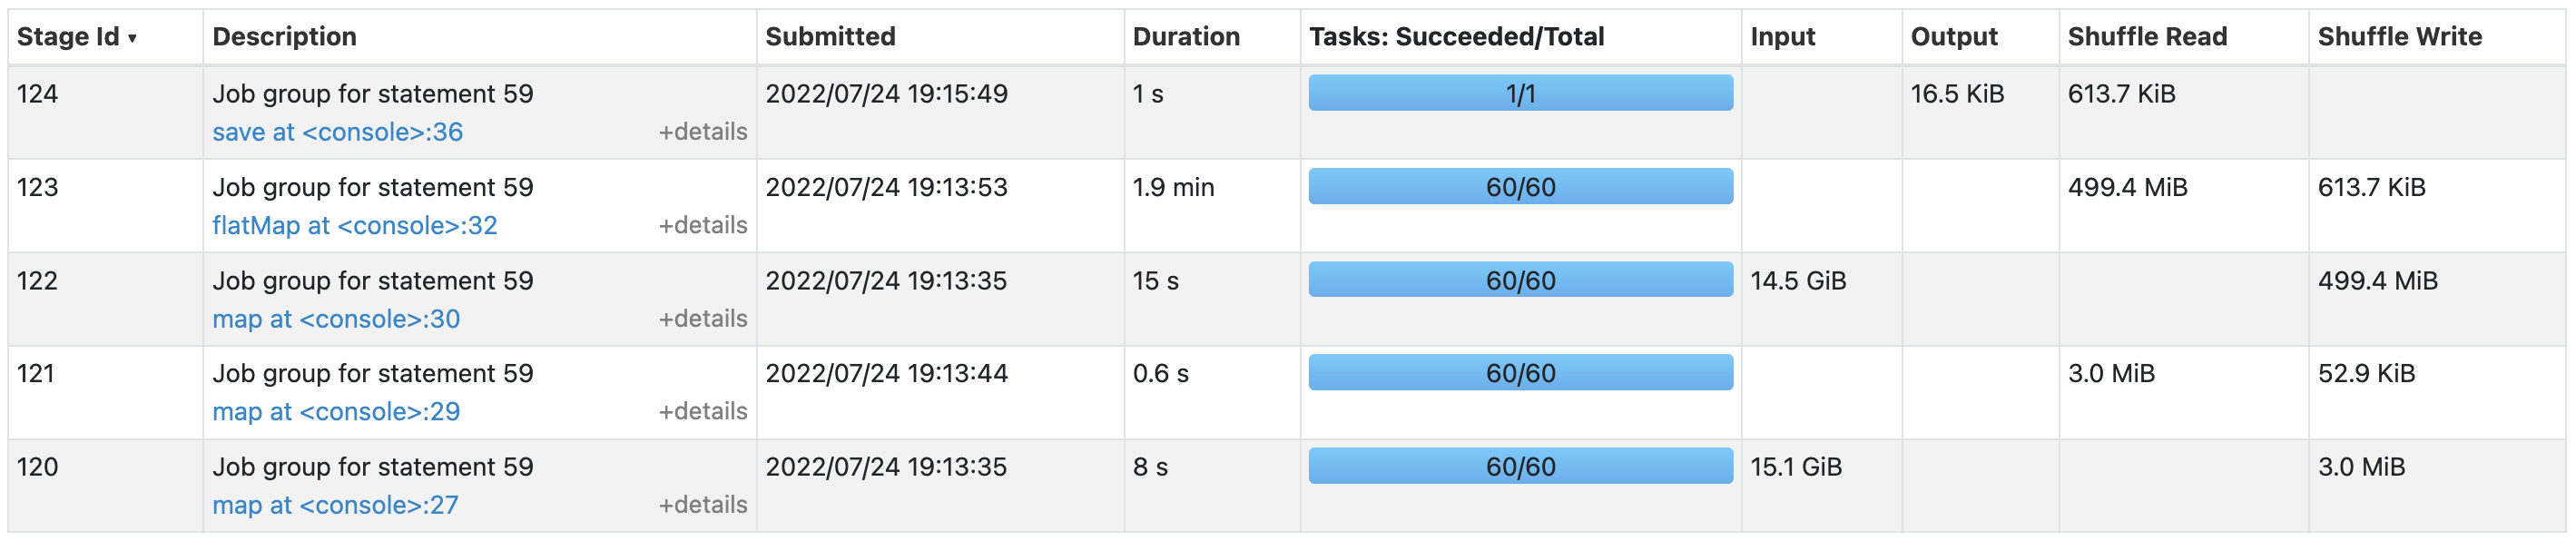 Stage Id ▾ Description Submitted Duration Tasks: Succeeded/Total Input Output Shuffle Read Shuffle Write
124 Job group for statement 59 2022/07/24 19:15:49 1 s 1/1 16.5 KiB 613.7 KiB
save at <console>:36 +details
123 Job group for statement 59 2022/07/24 19:13:53 1.9 min 60/60 499.4 MiB 613.7 KiB
flatMap at <console>:32 +details
122 Job group for statement 59 2022/07/24 19:13:35 15 s 60/60 14.5 GiB 499.4 MiB
map at <console>:30 +details
121 Job group for statement 59 2022/07/24 19:13:44 0.6 s 60/60 3.0 MiB 52.9 KiB
map at <console>:29 +details
120 Job group for statement 59 2022/07/24 19:13:35 8 s 60/60 15.1 GiB 3.0 MiB
map at <console>:27 +details